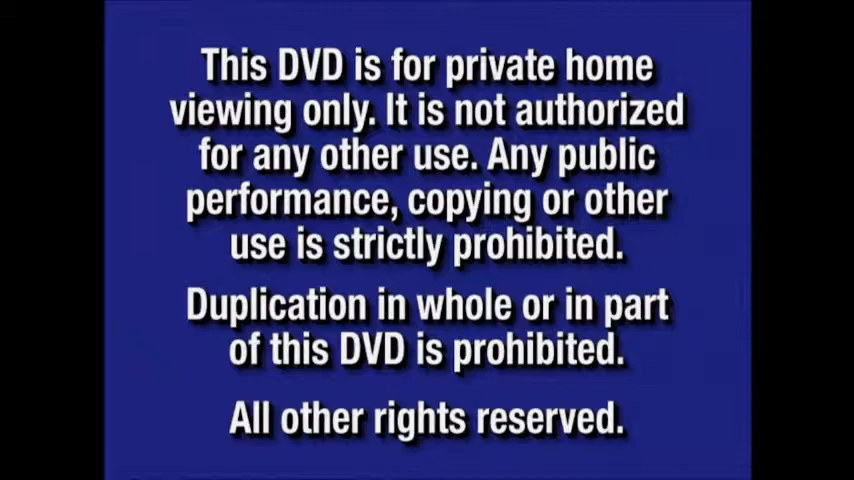 This DVD is for private home
viewing only. It is not authorized
for any other use. Any public
performance, copying or other
use is strictly prohibited.
Duplication in whole or in part
of this DVD is prohibited.
All other rights reserved.